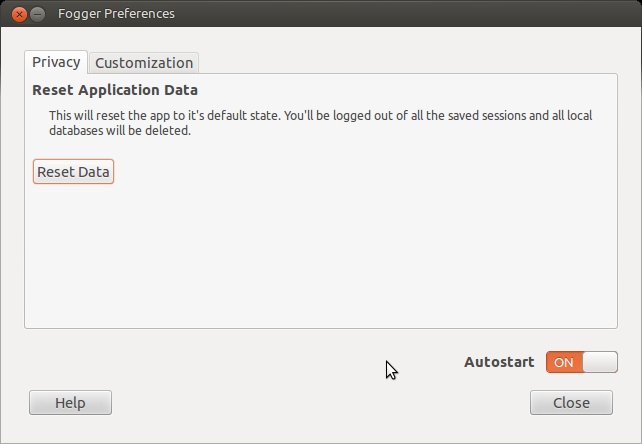 Fogger Preferences
Privacy
Customization
Reset Application Data
This will reset the app to it's default state. You'll be logged out of all the saved sessions and all local
databases will be deleted.
Reset Data
Autostart
ON
Help
Close